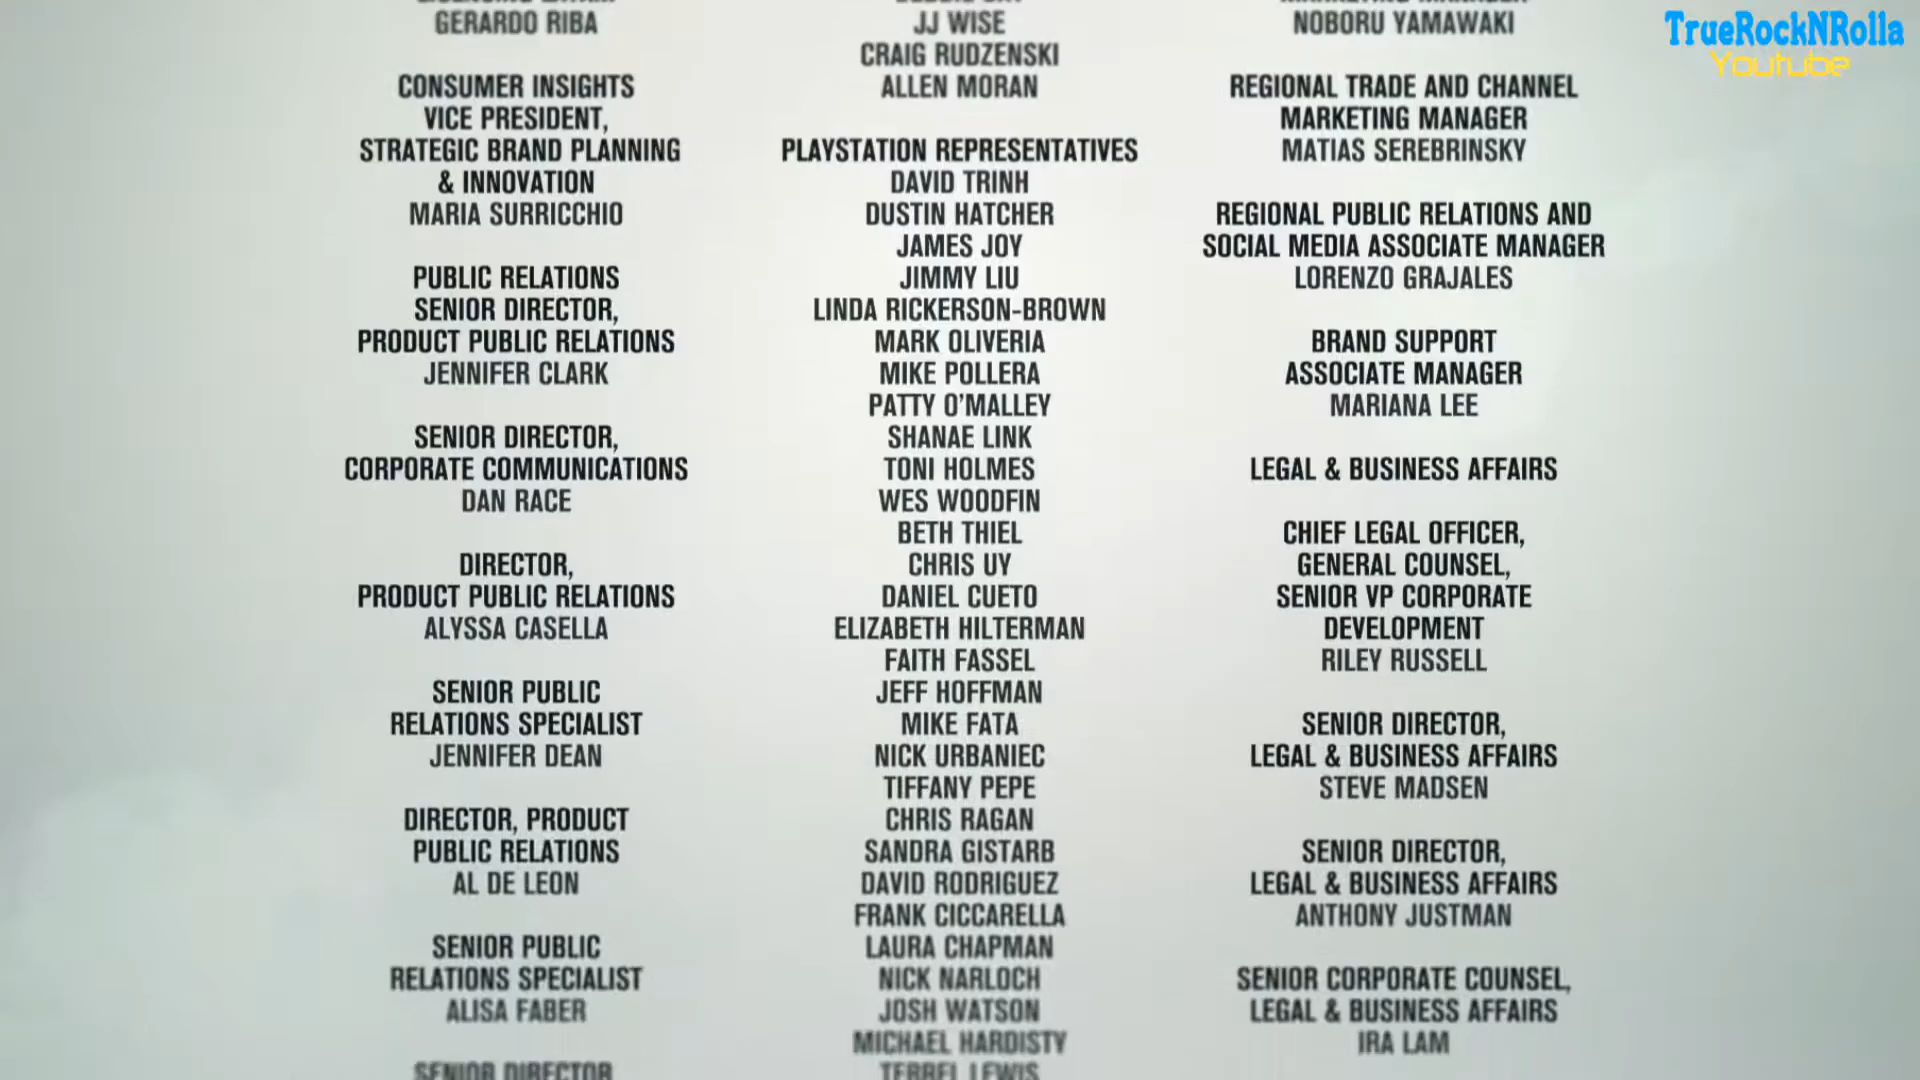 GERARDO RIBA
CONSUMER INSIGHTS
VICE PRESIDENT,
STRATEGIC BRAND PLANNING
& INNOVATION
MARIA SURRICCHIO
PUBLIC RELATIONS
SENIOR DIRECTOR,
PRODUCT PUBLIC RELATIONS
JENNIFER CLARK
SENIOR DIRECTOR,
CORPORATE COMMUNICATIONS
DAN RACE
DIRECTOR,
PRODUCT PUBLIC RELATIONS
ALYSSA CASELLA
SENIOR PUBLIC
RELATIONS SPECIALIST
JENNIFER DEAN
DIRECTOR, PRODUCT
PUBLIC RELATIONS
AL DE LEON
SENIOR PUBLIC
RELATIONS SPECIALIST
ALISA FABER
SENIOR DIRECTOR
JJ WISE
CRAIG RUDZENSKI
ALLEN MORAN
PLAYSTATION REPRESENTATIVES
DAVID TRINH
DUSTIN HATCHER
JAMES JOY
JIMMY LIU
LINDA RICKERSON-BROWN
MARK OLIVERIA
MIKE POLLERA
PATTY O'MALLEY
SHANAE LINK
TONI HOLMES
WES WOODFIN
BETH THIEL
CHRIS UY
DANIEL CUETO
ELIZABETH HILTERMAN
FAITH FASSEL
JEFF HOFFMAN
MIKE FATA
NICK URBANIEC
TIFFANY PEPE
CHRIS RAGAN
SANDRA GISTARB
DAVID RODRIGUEZ
FRANK CICCARELLA
LAURA CHAPMAN
NICK NARLOCH
JOSH WATSON
MICHAEL HARDISTY
TERREL LEWIS
MARKETING MANAGER
NOBORU YAMAWAKI
REGIONAL TRADE AND CHANNEL
MARKETING MANAGER
MATIAS SEREBRINSKY
REGIONAL PUBLIC RELATIONS AND
SOCIAL MEDIA ASSOCIATE MANAGER
LORENZO GRAJALES
BRAND SUPPORT
ASSOCIATE MANAGER
MARIANA LEE
LEGAL & BUSINESS AFFAIRS
CHIEF LEGAL OFFICER,
GENERAL COUNSEL,
SENIOR VP CORPORATE
DEVELOPMENT
RILEY RUSSELL
SENIOR DIRECTOR,
LEGAL & BUSINESS AFFAIRS
STEVE MADSEN
SENIOR DIRECTOR,
LEGAL & BUSINESS AFFAIRS
ANTHONY JUSTMAN
SENIOR CORPORATE COUNSEL,
LEGAL & BUSINESS AFFAIRS
IRA LAM
TrueRockNRolla
Youtube